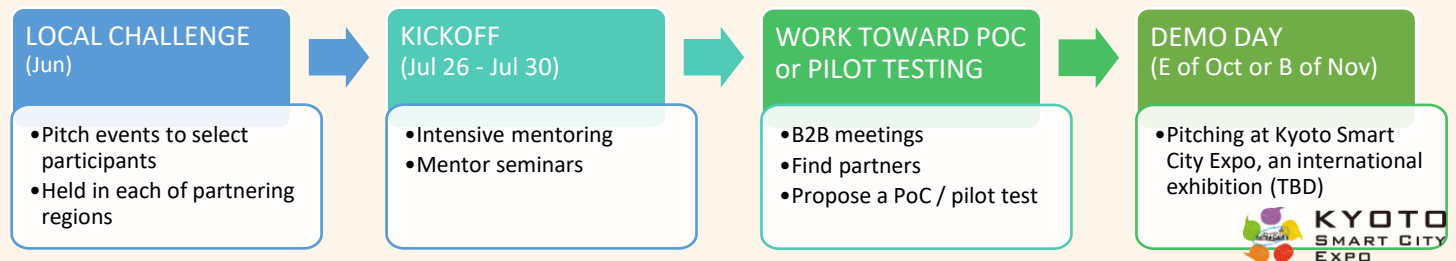 LOCAL CHALLENGE
(Jun)
•Pitch events to select
participants
•Held in each of partnering
regions
KICKOFF
(Jul 26 - Jul 30)
•Intensive mentoring
•Mentor seminars
WORK TOWARD POC
or PILOT TESTING
•B2B meetings
•Find partners
•Propose a PoC / pilot test
DEMO DAY
(E of Oct or B of Nov)
•Pitching at Kyoto Smart
City Expo, an international
exhibition (TBD)
KYOTO
SMART CITY
EXPO